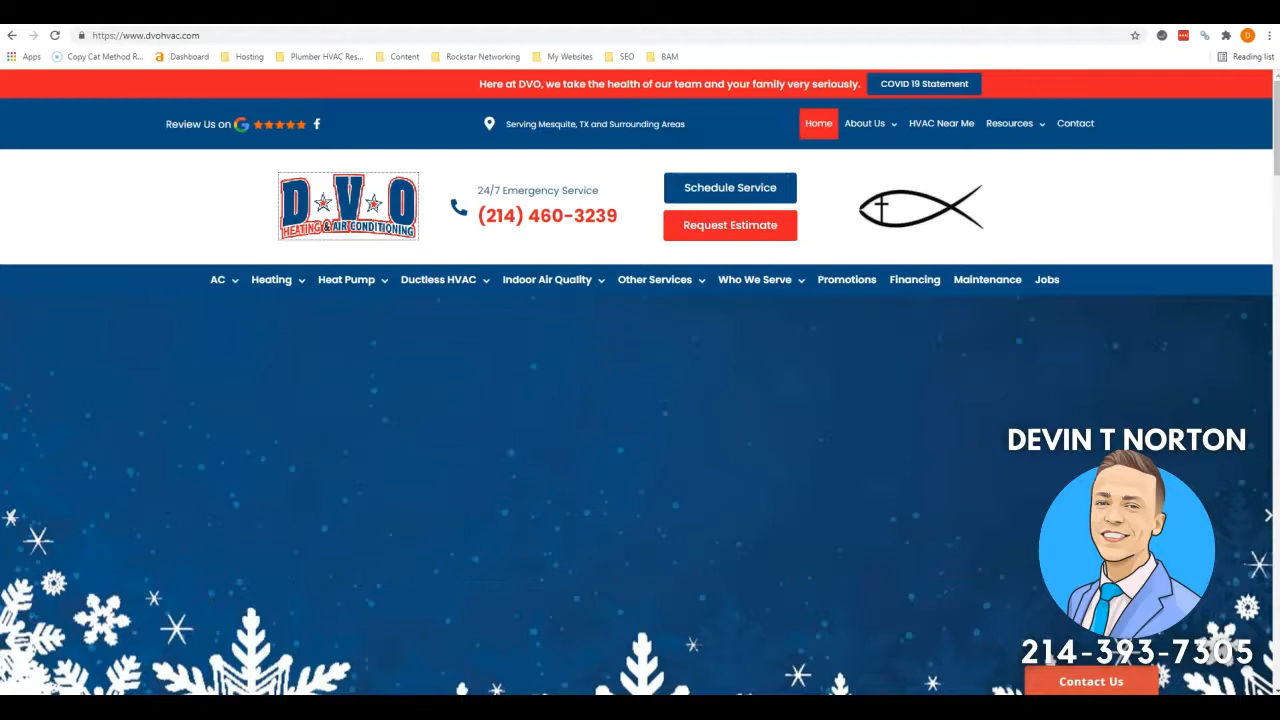 https://www.dvohvac.com
Apps Copy Cat Method R... Dashboard Hosting Plumber HVAC Res... Content Rockstar Networking My Websites SEO BAM Reading list
Here at DVO, we take the health of our team and your family very seriously. COVID 19 Statement
Review Us on G Serving Mesquite, TX and Surrounding Areas Home About Us HVAC Near Me Resources Contact
DVO
HEATING & AIR CONDITIONING
24/7 Emergency Service
(214) 460-3239
Schedule Service
Request Estimate
AC Heating Heat Pump Ductless HVAC Indoor Air Quality Other Services Who We Serve Promotions Financing Maintenance Jobs
DEVIN T NORTON
214-393-7305
Contact Us